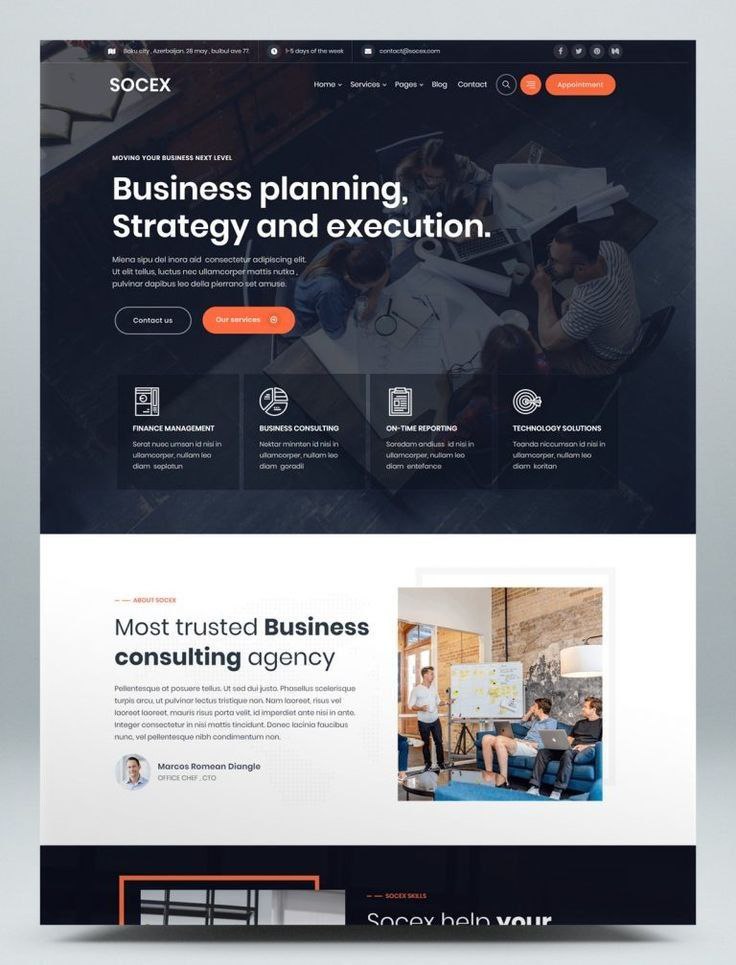 Baku city , Azerbaijan. 28 may , bulbul ave 77.
1-5 days of the week
contact@socex.com
SOCEX
Home
Services
Pages
Blog
Contact
Appointment
MOVING YOUR BUSINESS NEXT LEVEL
Business planning,
Strategy and execution.
Miena sipu del inora aid consectetur adipiscing elit.
Ut elit tellus, luctus nec ullamcorper mattis nutka ,
pulvinar dapibus leo della pierrano set amuse.
Contact us
Our services
FINANCE MANAGEMENT
Serat nuec umsan id nisi in
ullamcorper, nullam leo
diam seplatun
BUSINESS CONSULTING
Nektar minnten id nisi in
ullamcorper, nullam leo
diam goradil
ON-TIME REPORTING
Soredam andiuss id nisi in
ullamcorper, nullam leo
diam entefance
TECHNOLOGY SOLUTIONS
Toanda niccumsan id nisi in
ullamcorper, nullam leo
diam koritan
ABOUT SOCEX
Most trusted Business
consulting agency
Pellentesque at posuere tellus. Ut sed dui justo. Phasellus scelerisque
turpis arcu, ut pulvinar lectus tristique non. Nam laoreet, risus vel
laoreet laoreet, mauris risus porta velit, id imperdiet ante nisi in ante.
Integer consectetur in nisi mattis tincidunt. Donec lacinia faucibus
nunc, vel pellentesque nibh condimentum non.
Marcos Romean Diangle
OFFICE CHEF , CTO
SOCEX SKILLS
Socex help your